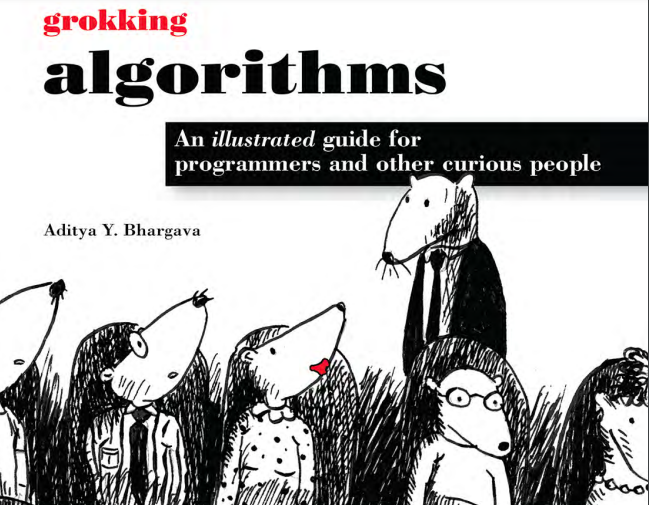 grokking
algorithms
An illustrated guide for
programmers and other curious people
Aditya Y. Bhargava